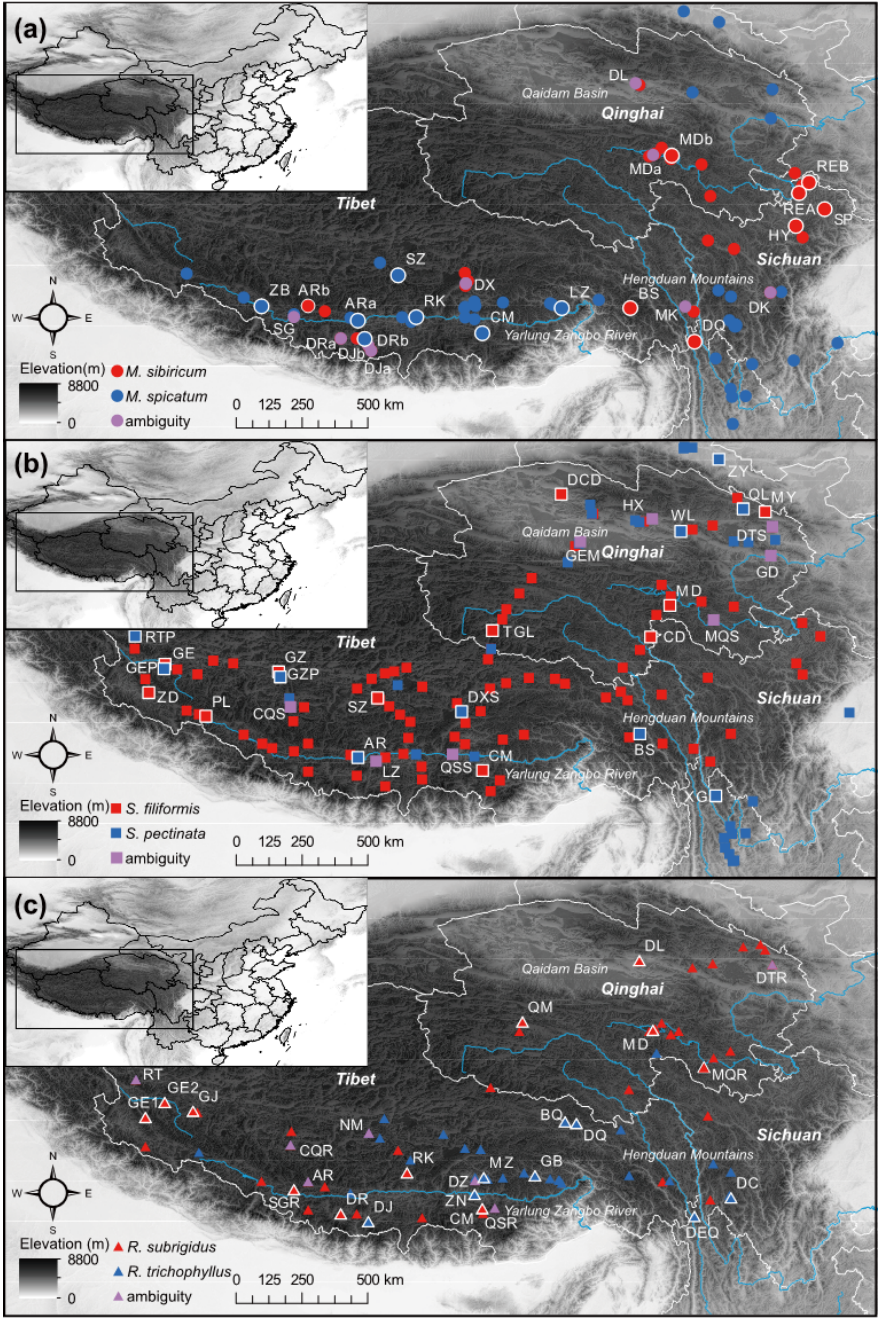 (a)
DL
Qaidam Basin
Qinghai
MDb
MDa
REB
REA
SP
HY
Tibet
Sichuan
SZ
DX
Hengduan Mountains
ZB
ARb
ARa
RK
LZ
BS
DK
SG
CM
MK
DQ
DRa
DRb
Yarlung Zangbo River
DJb
DJa
N
W
E
S
Elevation(m)
8800
0
M. sibiricum
M. spicatum
ambiguity
0 125 250 500 km
(b)
ZY
DCD
QL
MY
HX
WL
Qaidam Basin
DTS
GEM
Qinghai
GD
MD
RTP
Tibet
TGL
CD
MQS
GE
GZ
GEP
GZP
ZD
Sichuan
PL
CQS
SZ
DXS
Hengduan Mountains
AR
BS
LZ
QSS
CM
Yarlung Zangbo River
XG
N
W
E
S
Elevation (m)
8800
0
S. filiformis
S. pectinata
ambiguity
0 125 250 500 km
(c)
DL
Qaidam Basin
DTR
Qinghai
QM
MD
MQR
RT
Tibet
GE2
GE1
GJ
NM
BQ
DQ
Sichuan
CQR
Hengduan Mountains
RK
MZ
GB
AR
DZ
DC
SGR
DR
ZN
DJ
CM
QSR
Yarlung Zangbo River
DEQ
N
W
E
S
Elevation (m)
8800
0
R. subrigidus
R. trichophyllus
ambiguity
0 125 250 500 km